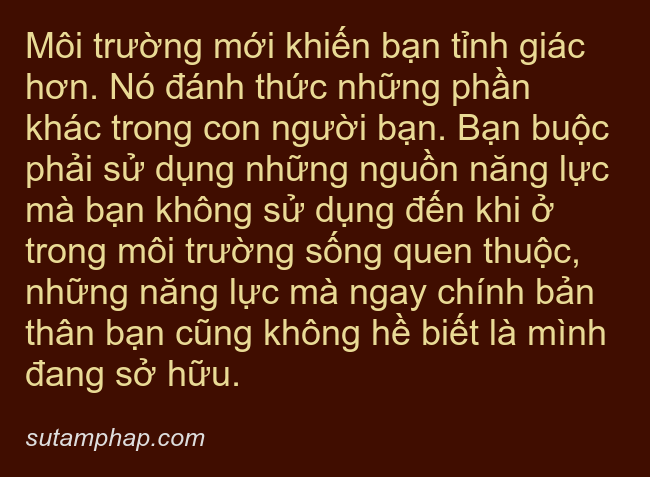 Môi trường mới khiến bạn tỉnh giác
hơn. Nó đánh thức những phần
khác trong con người bạn. Bạn buộc
phải sử dụng những nguồn năng lực
mà bạn không sử dụng đến khi ở
trong môi trường sống quen thuộc,
những năng lực mà ngay chính bản
thân bạn cũng không hề biết là mình
đang sở hữu.
sutamphap.com